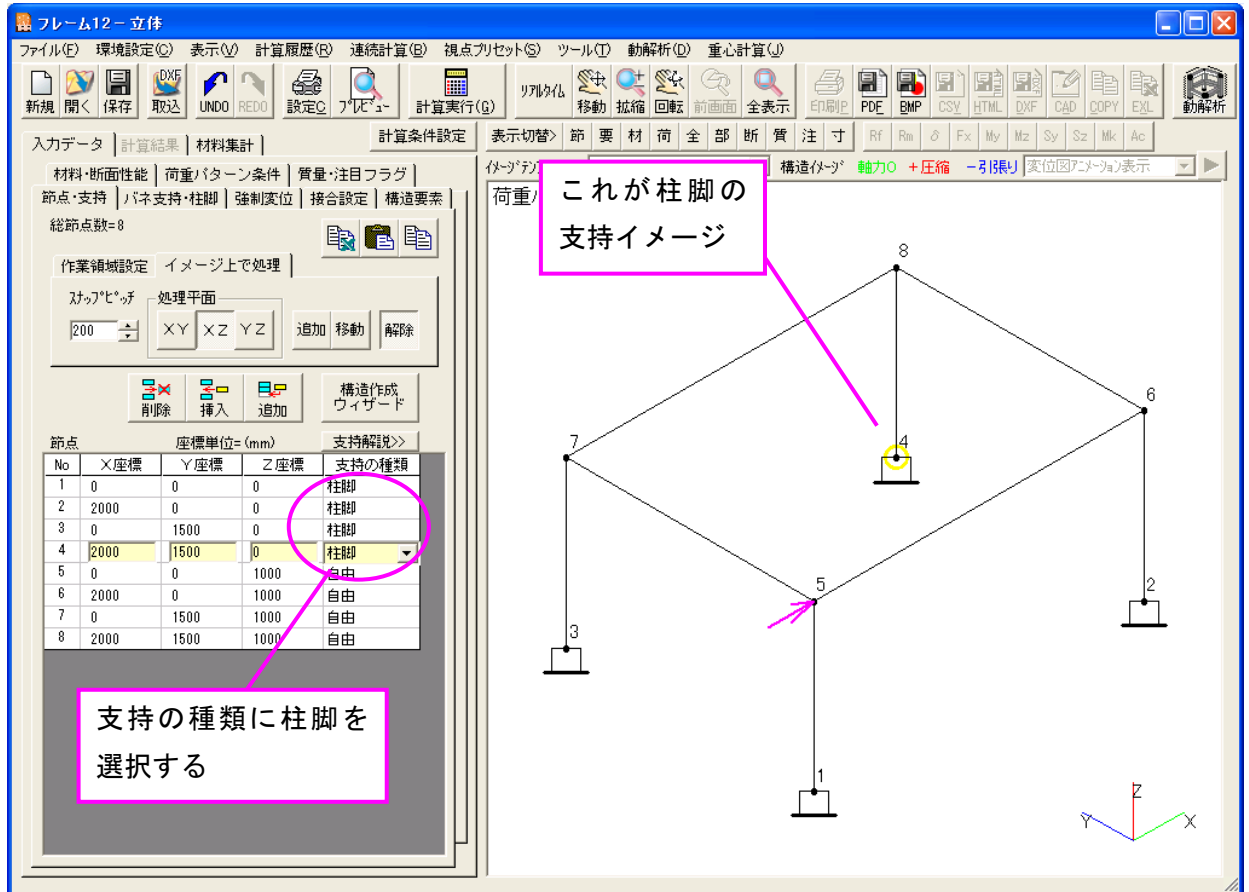 フレーム12－立体
ファイル(F) 環境設定(C) 表示(V) 計算履歴(R) 連続計算(B) 視点プリセット(S) ツール(T) 動解析(D) 重心計算(J)
新規 開く 保存 DXF 取込 UNDO REDO 設定C プレビュー 計算実行(G) リアルタイム 移動 拡縮 回転 前画面 全表示 印刷P PDF BMP CSV HTML DXF CAD COPY EXL 動解析
入力データ 計算結果 材料集計 計算条件設定 表示切替> 節 要 材 荷 全 部 断 質 注 寸 Rf Rm δ Fx My Mz Sy Sz Mk Ac
構造イメージ 軸力0 +圧縮 -引張り 変位図アニメーション表示
材料・断面性能 荷重パターン条件 質量・注目フラグ
節点・支持 バネ支持・柱脚 強制変位 接合設定 構造要素
総節点数=8
作業領域設定 イメージ上で処理
スナップピッチ 処理平面
200 XY XZ YZ 追加 移動 解除
削除 挿入 追加 構造作成
ウィザード
節点 座標単位=(mm) 支持解説>>
No X座標 Y座標 Z座標 支持の種類
1 0 0 0 柱脚
2 2000 0 0 柱脚
3 0 1500 0 柱脚
4 2000 1500 0 柱脚
5 0 0 1000 自由
6 2000 0 1000 自由
7 0 1500 1000 自由
8 2000 1500 1000 自由
支持の種類に柱脚を
選択する
これが柱脚の
支持イメージ
8
6
7
4
5
2
3
1
Z
Y
X